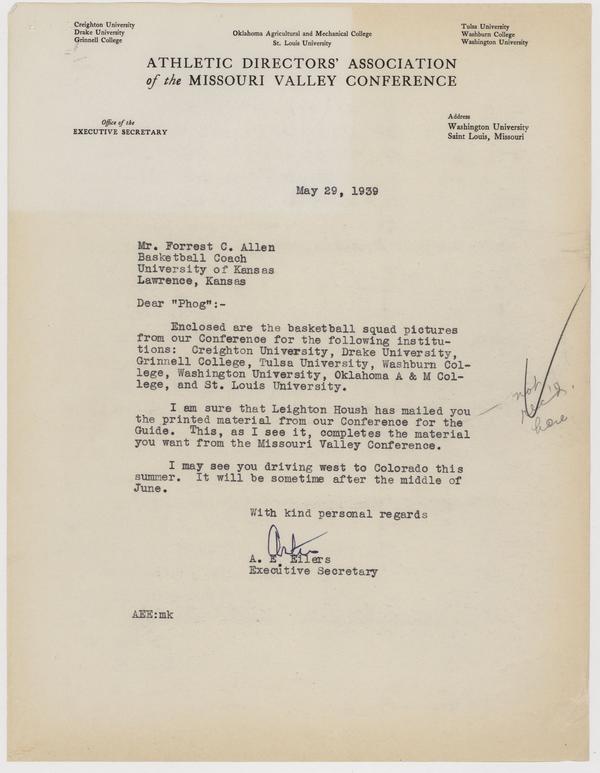 Creighton University
Drake University
Grinnell College
Oklahoma Agricultural and Mechanical College
St. Louis University
Tulsa University
Washburn College
Washington University
ATHLETIC DIRECTORS' ASSOCIATION
of the MISSOURI VALLEY CONFERENCE
Office of the
EXECUTIVE SECRETARY
Address
Washington University
Saint Louis, Missouri
May 29, 1939
Mr. Forrest C. Allen
Basketball Coach
University of Kansas
Lawrence, Kansas
Dear "Phog":-
Enclosed are the basketball squad pictures
from our Conference for the following institu-
tions: Creighton University, Drake University,
Grinnell College, Tulsa University, Washburn Col-
lege, Washington University, Oklahoma A & M Col-
lege, and St. Louis University.
I am sure that Leighton Housh has mailed you
the printed material from our Conference for the
Guide. This, as I see it, completes the material
you want from the Missouri Valley Conference.
not
rec'd.
here
I may see you driving west to Colorado this
summer. It will be sometime after the middle of
June.
With kind personal regards
A. E. Eilers
Executive Secretary
AEE:mk